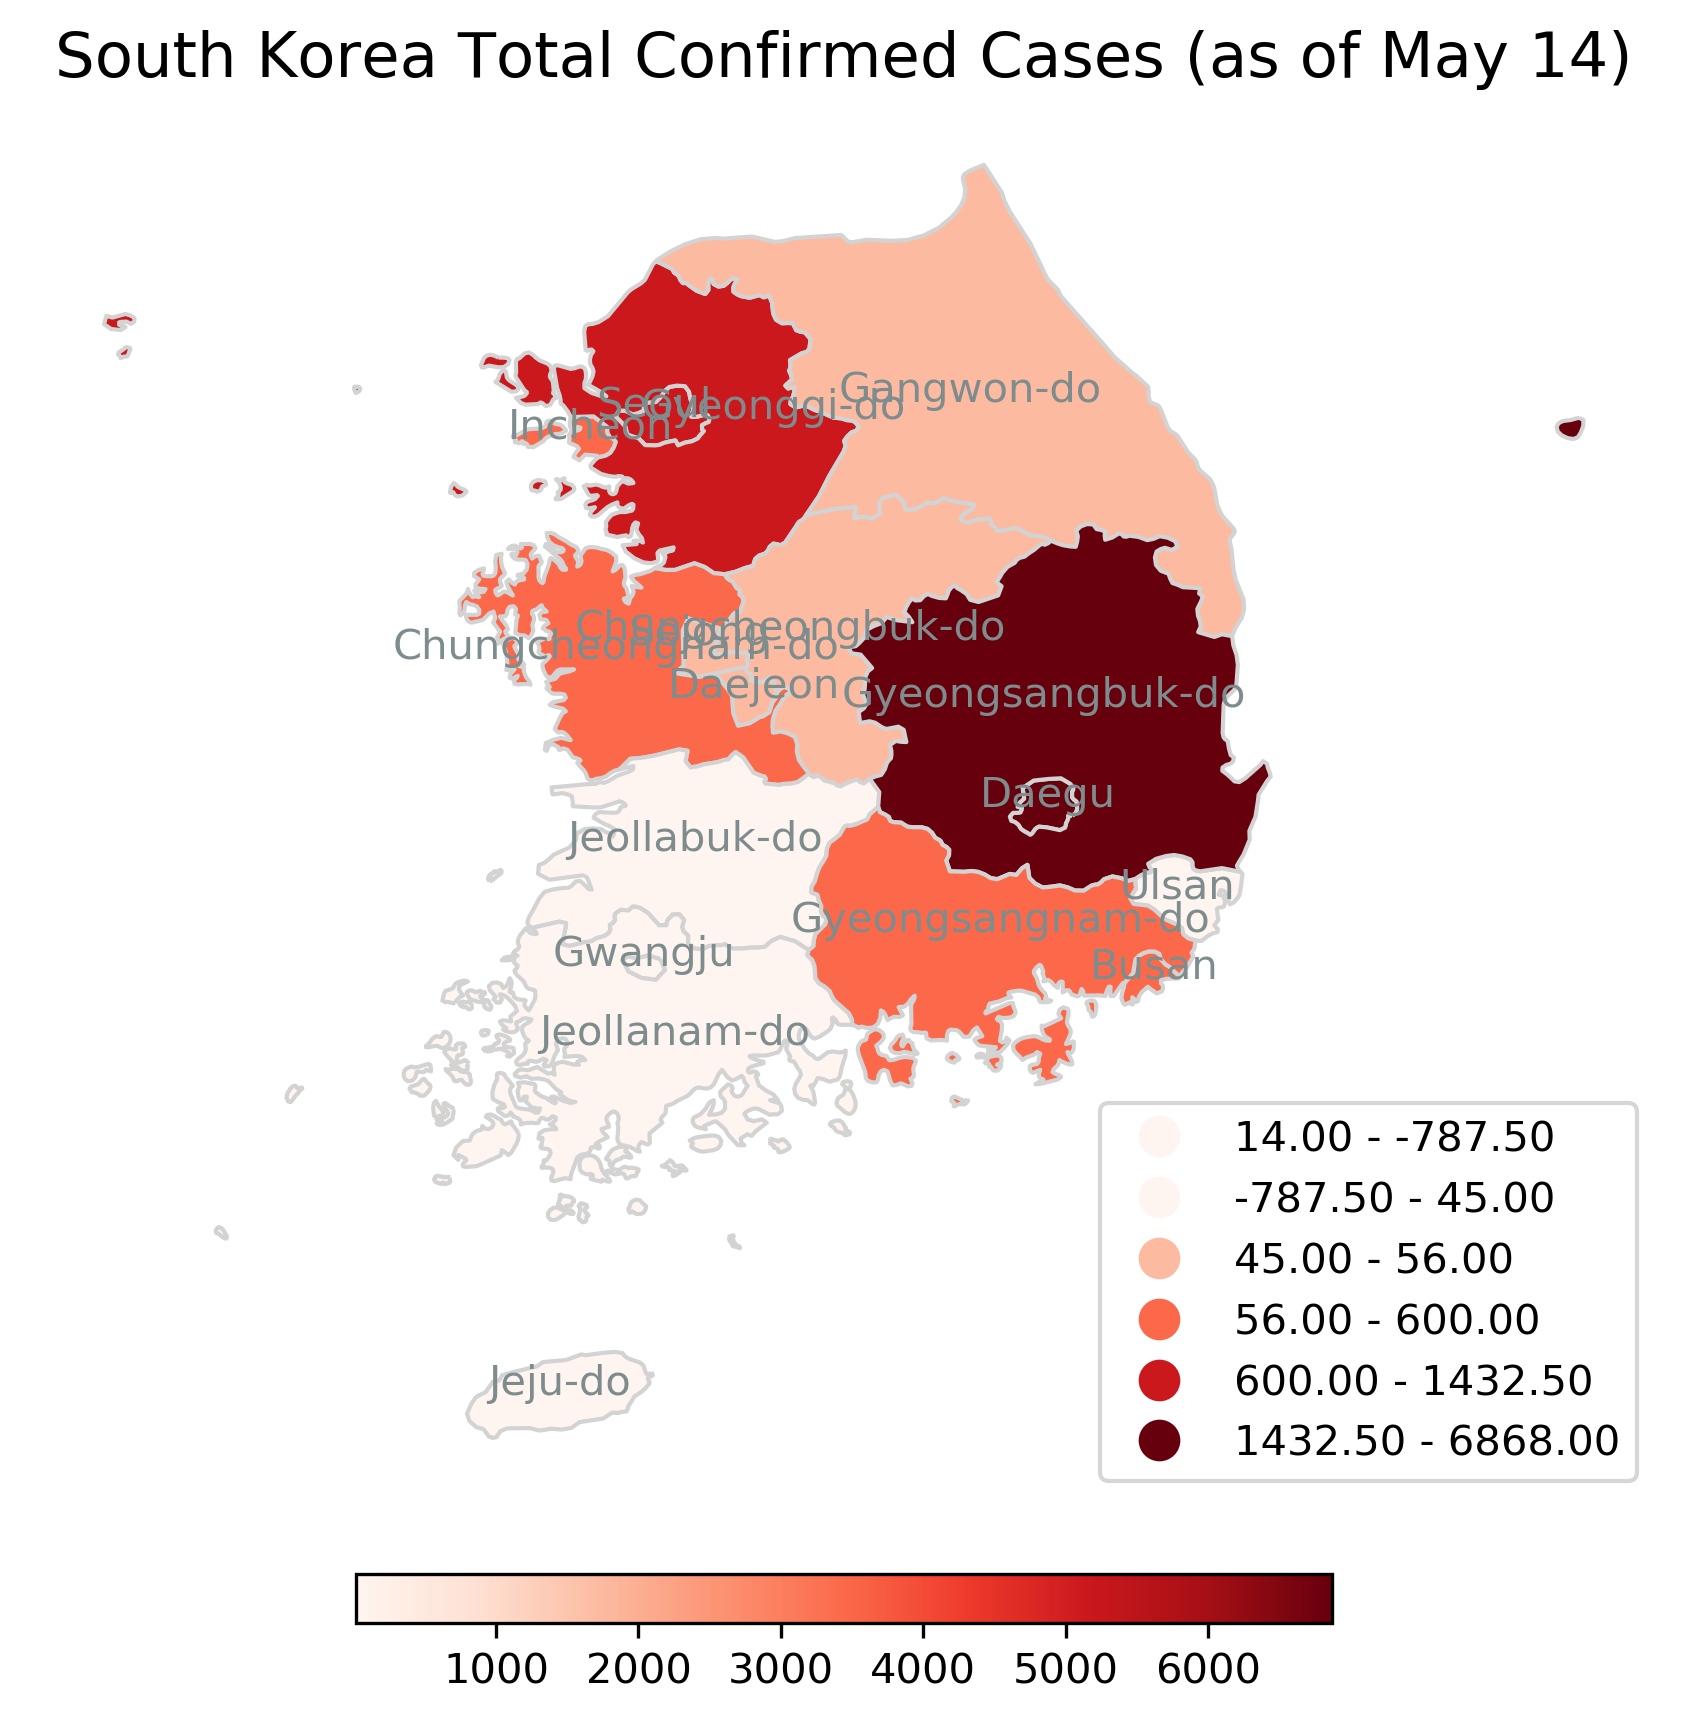 South Korea Total Confirmed Cases (as of May 14)
Gangwon-do
Seoul
Gyeonggi-do
Incheon
Chungcheongbuk-do
Sejong
Chungcheongnam-do
Daejeon
Gyeongsangbuk-do
Daegu
Jeollabuk-do
Ulsan
Gyeongsangnam-do
Gwangju
Busan
Jeollanam-do
14.00 - -787.50
-787.50 - 45.00
45.00 - 56.00
56.00 - 600.00
600.00 - 1432.50
1432.50 - 6868.00
Jeju-do
1000 2000 3000 4000 5000 6000